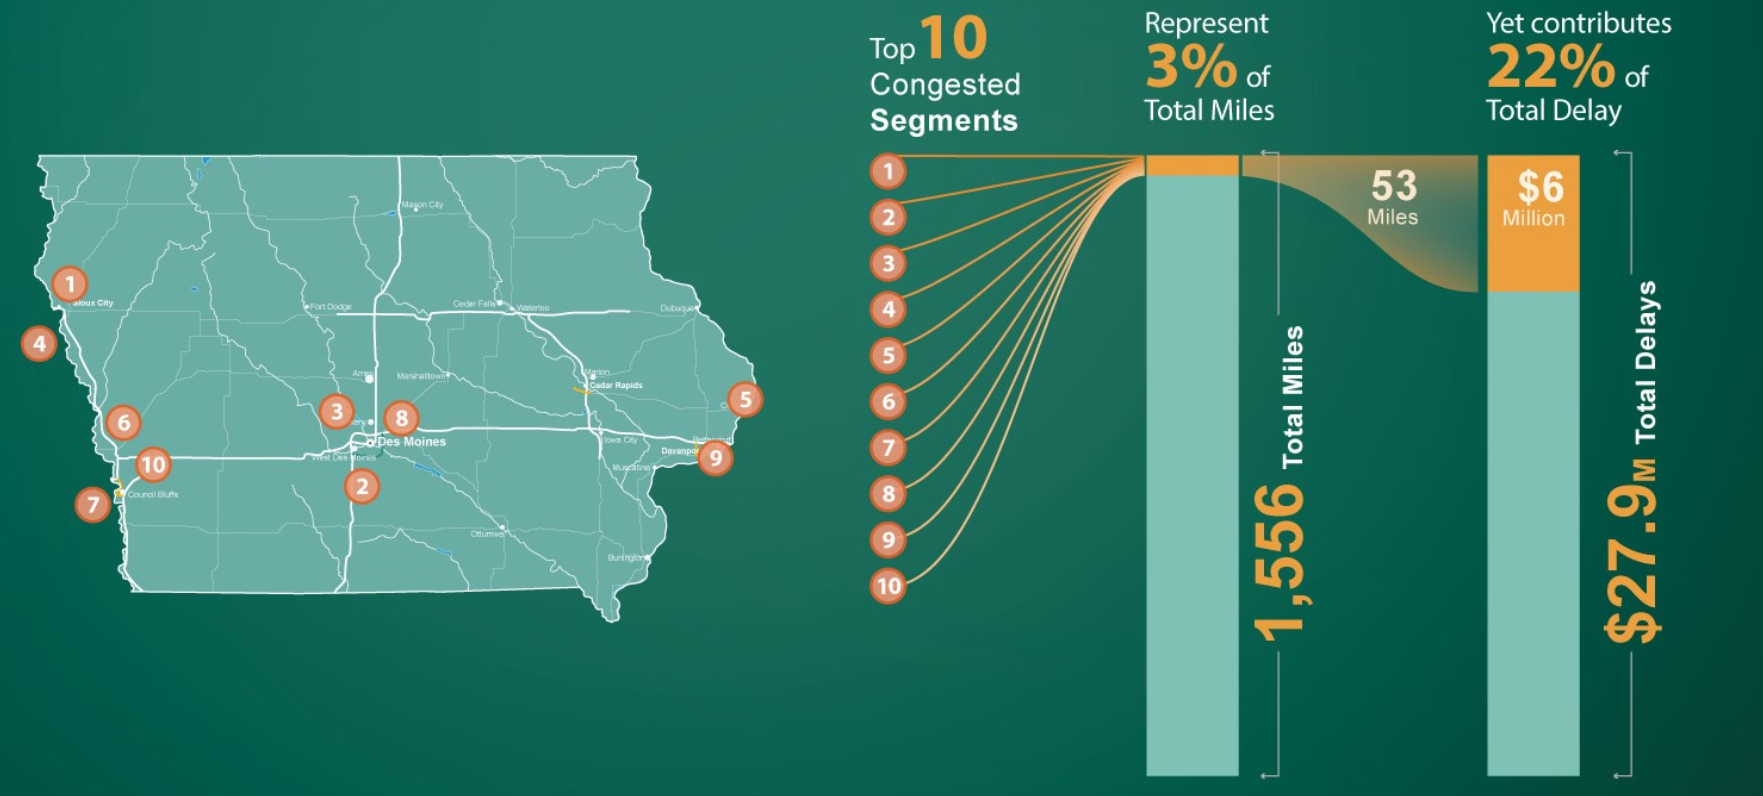 Top 10
Congested
Segments
Represent
3% of
Total Miles
Yet contributes
22% of
Total Delay
1
2
3
4
5
6
7
8
9
10
53
Miles
$6
Million
1,556 Total Miles
$27.9M Total Delays
Mason City
1
Sioux City
Fort Dodge
Cedar Falls
Waterloo
Dubuque
4
Ames
Marshalltown
Marion
Cedar Rapids
5
3
8
6
Des Moines
West Des Moines
Iowa City
Davenport
9
10
Muscatine
2
7
Council Bluffs
Ottumwa
Burlington